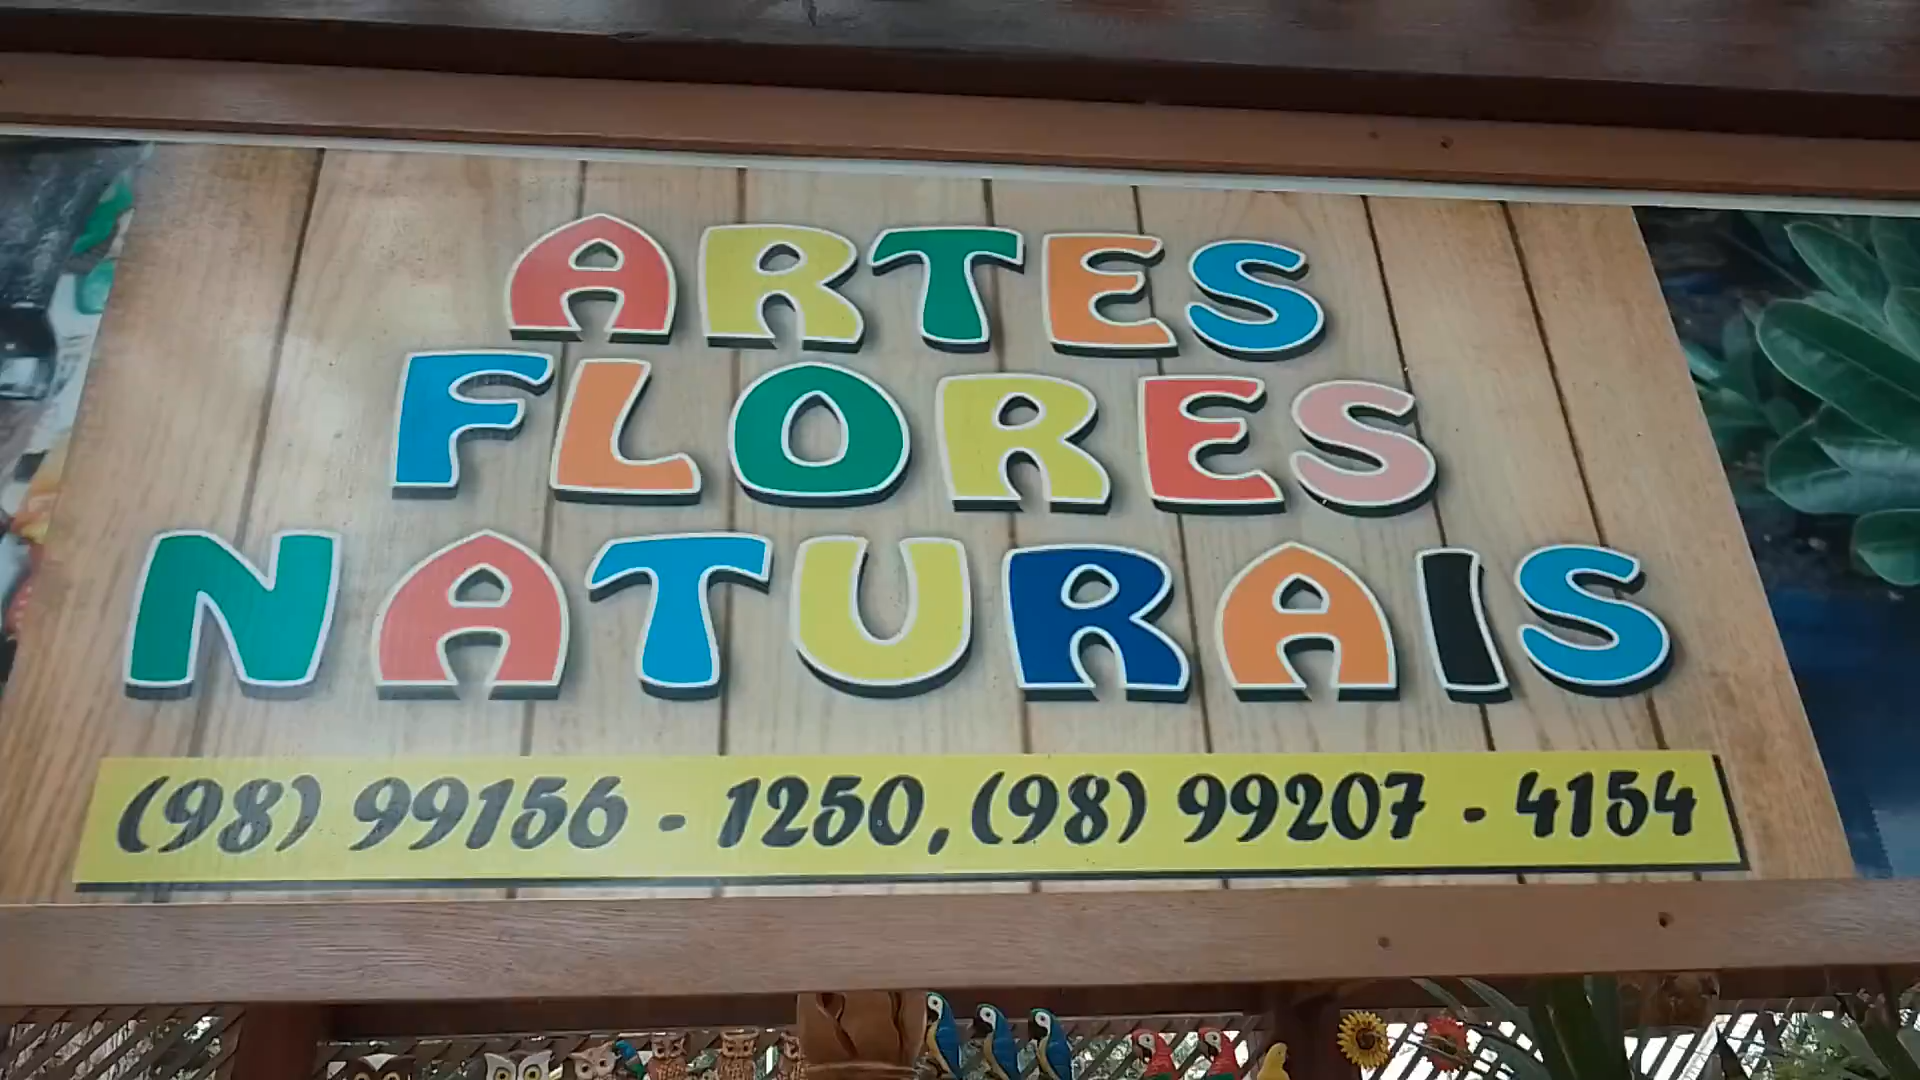 ARTES
FLORES
NATURAIS
(98) 99156 - 1250, (98) 99207 - 4154